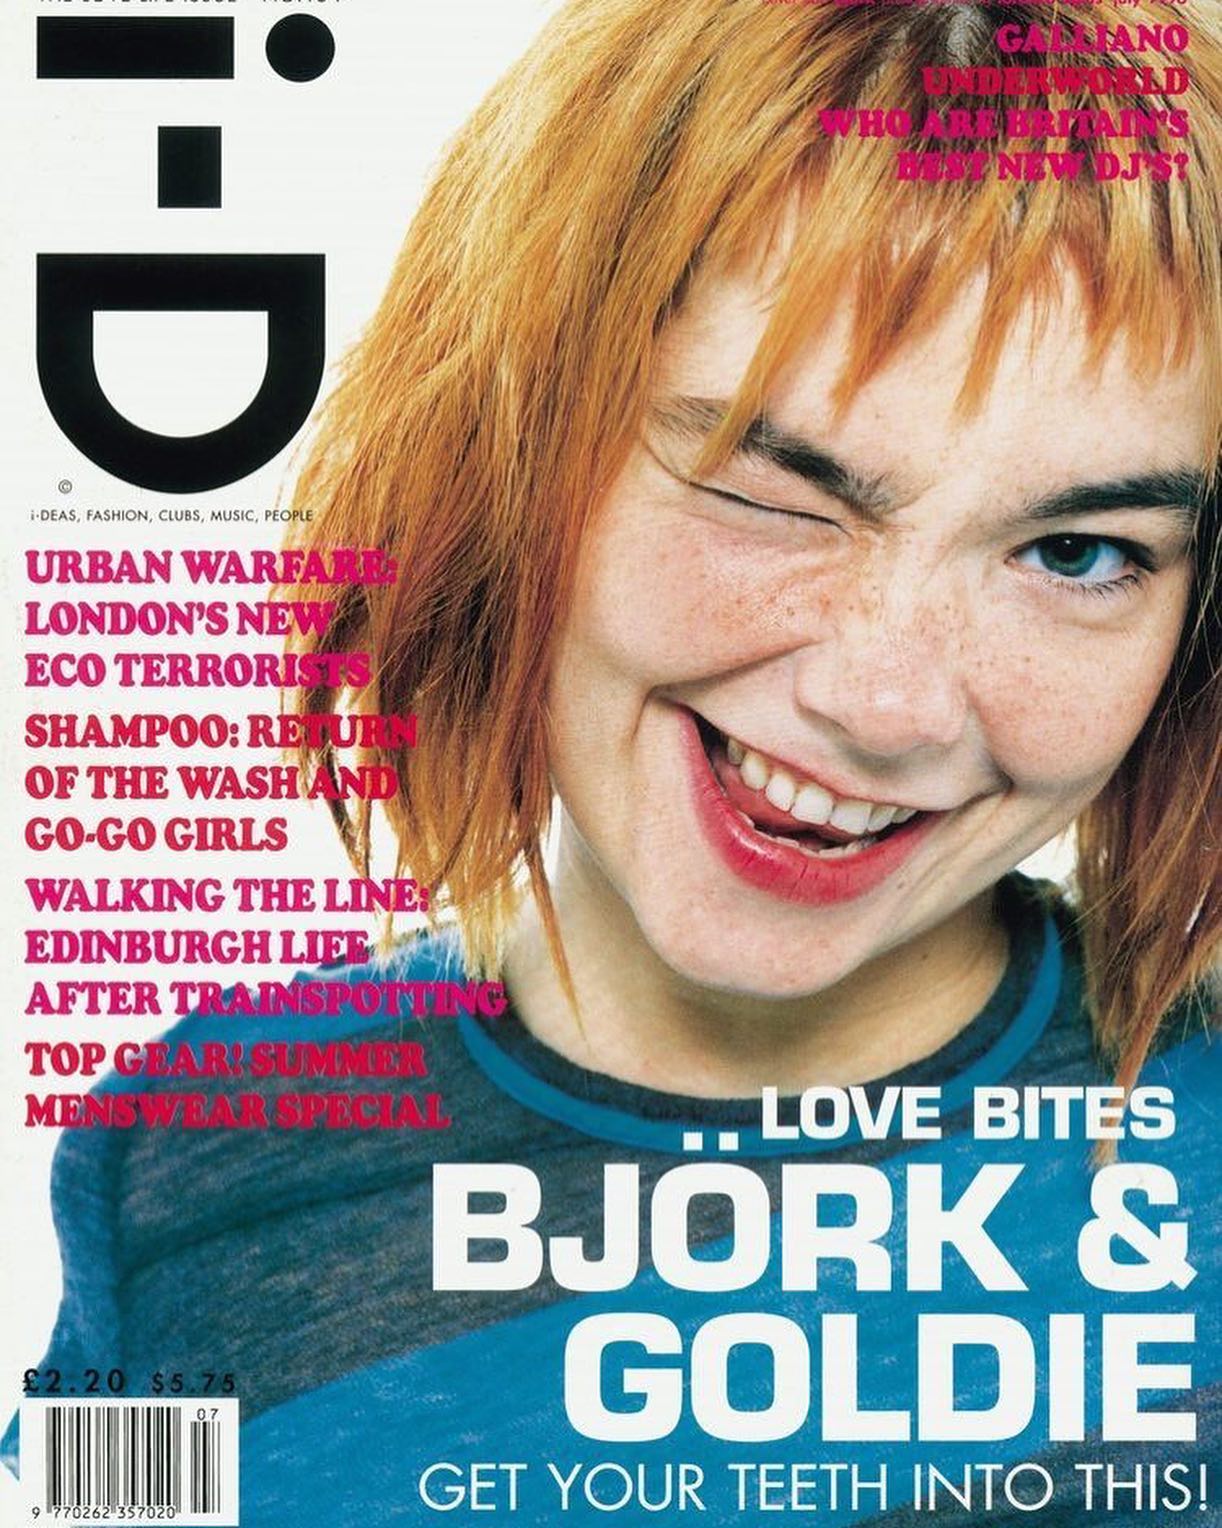 i-D
©
i-DEAS, FASHION, CLUBS, MUSIC, PEOPLE
GALLIANO
UNDERWORLD
WHO ARE BRITAIN'S
BEST NEW DJ'S?
URBAN WARFARE:
LONDON'S NEW
ECO TERRORISTS
SHAMPOO: RETURN
OF THE WASH AND
GO-GO GIRLS
WALKING THE LINE:
EDINBURGH LIFE
AFTER TRAINSPOTTING
TOP GEAR! SUMMER
MENSWEAR SPECIAL
LOVE BITES
BJÖRK &
GOLDIE
GET YOUR TEETH INTO THIS!
£2.20 $5.75
07
9 770262 357020